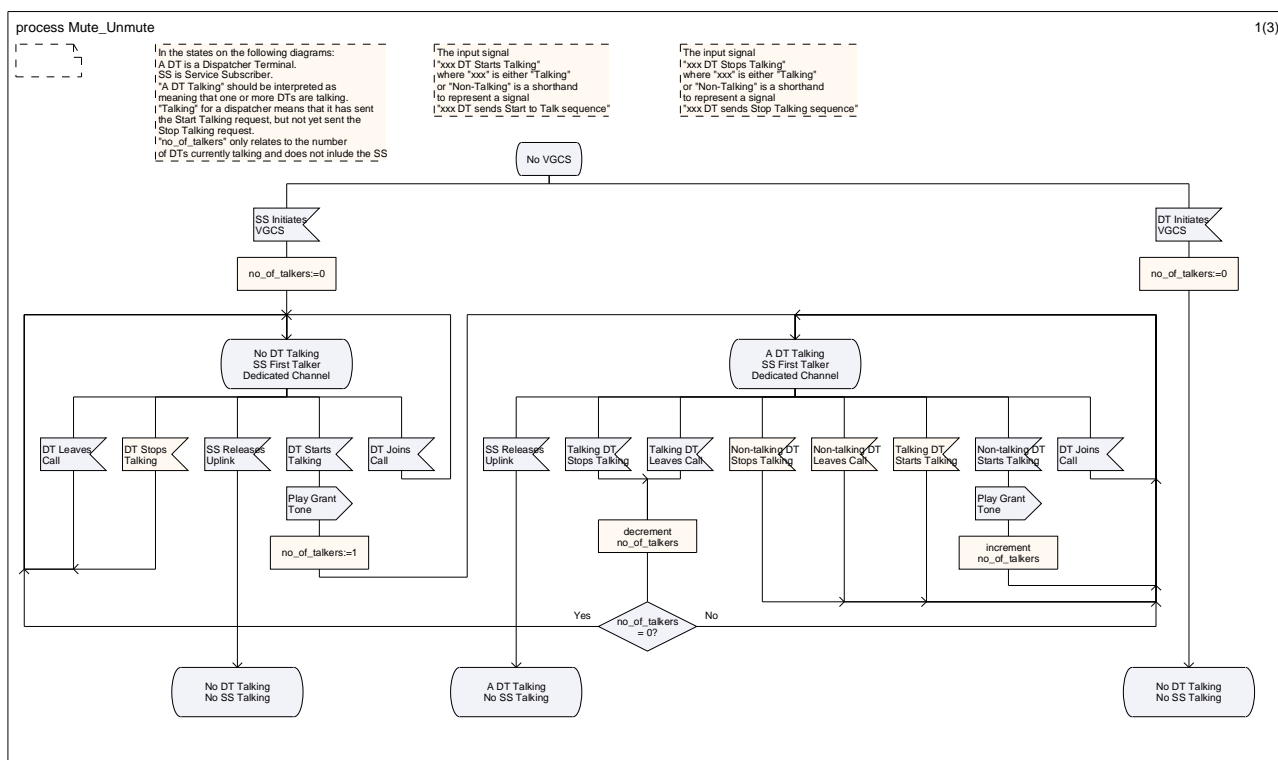 process Mute_Unmute
1(3)
In the states on the following diagrams:
A DT is a Dispatcher Terminal.
SS is Service Subscriber.
"A DT Talking" should be interpreted as
meaning that one or more DTs are talking.
"Talking" for a dispatcher means that it has sent
the Start Talking request, but not yet sent the
Stop Talking request.
"no_of_talkers" only relates to the number
of DTs currently talking and does not inlude the SS
The input signal
"xxx DT Starts Talking"
where "xxx" is either "Talking"
or "Non-Talking" is a shorthand
to represent a signal
"xxx DT sends Start to Talk sequence"
The input signal
"xxx DT Stops Talking"
where "xxx" is either "Talking"
or "Non-Talking" is a shorthand
to represent a signal
"xxx DT sends Stop Talking sequence"
No VGCS
SS Initiates
VGCS
DT Initiates
VGCS
no_of_talkers:=0
no_of_talkers:=0
No DT Talking
SS First Talker
Dedicated Channel
A DT Talking
SS First Talker
Dedicated Channel
DT Leaves
Call
DT Stops
Talking
SS Releases
Uplink
DT Starts
Talking
DT Joins
Call
SS Releases
Uplink
Talking DT
Stops Talking
Talking DT
Leaves Call
Non-talking DT
Stops Talking
Non-talking DT
Leaves Call
Talking DT
Starts Talking
Non-talking DT
Starts Talking
DT Joins
Call
Play Grant
Tone
Play Grant
Tone
no_of_talkers:=1
decrement
no_of_talkers
increment
no_of_talkers
Yes
no_of_talkers
= 0?
No
No DT Talking
No SS Talking
A DT Talking
No SS Talking
No DT Talking
No SS Talking